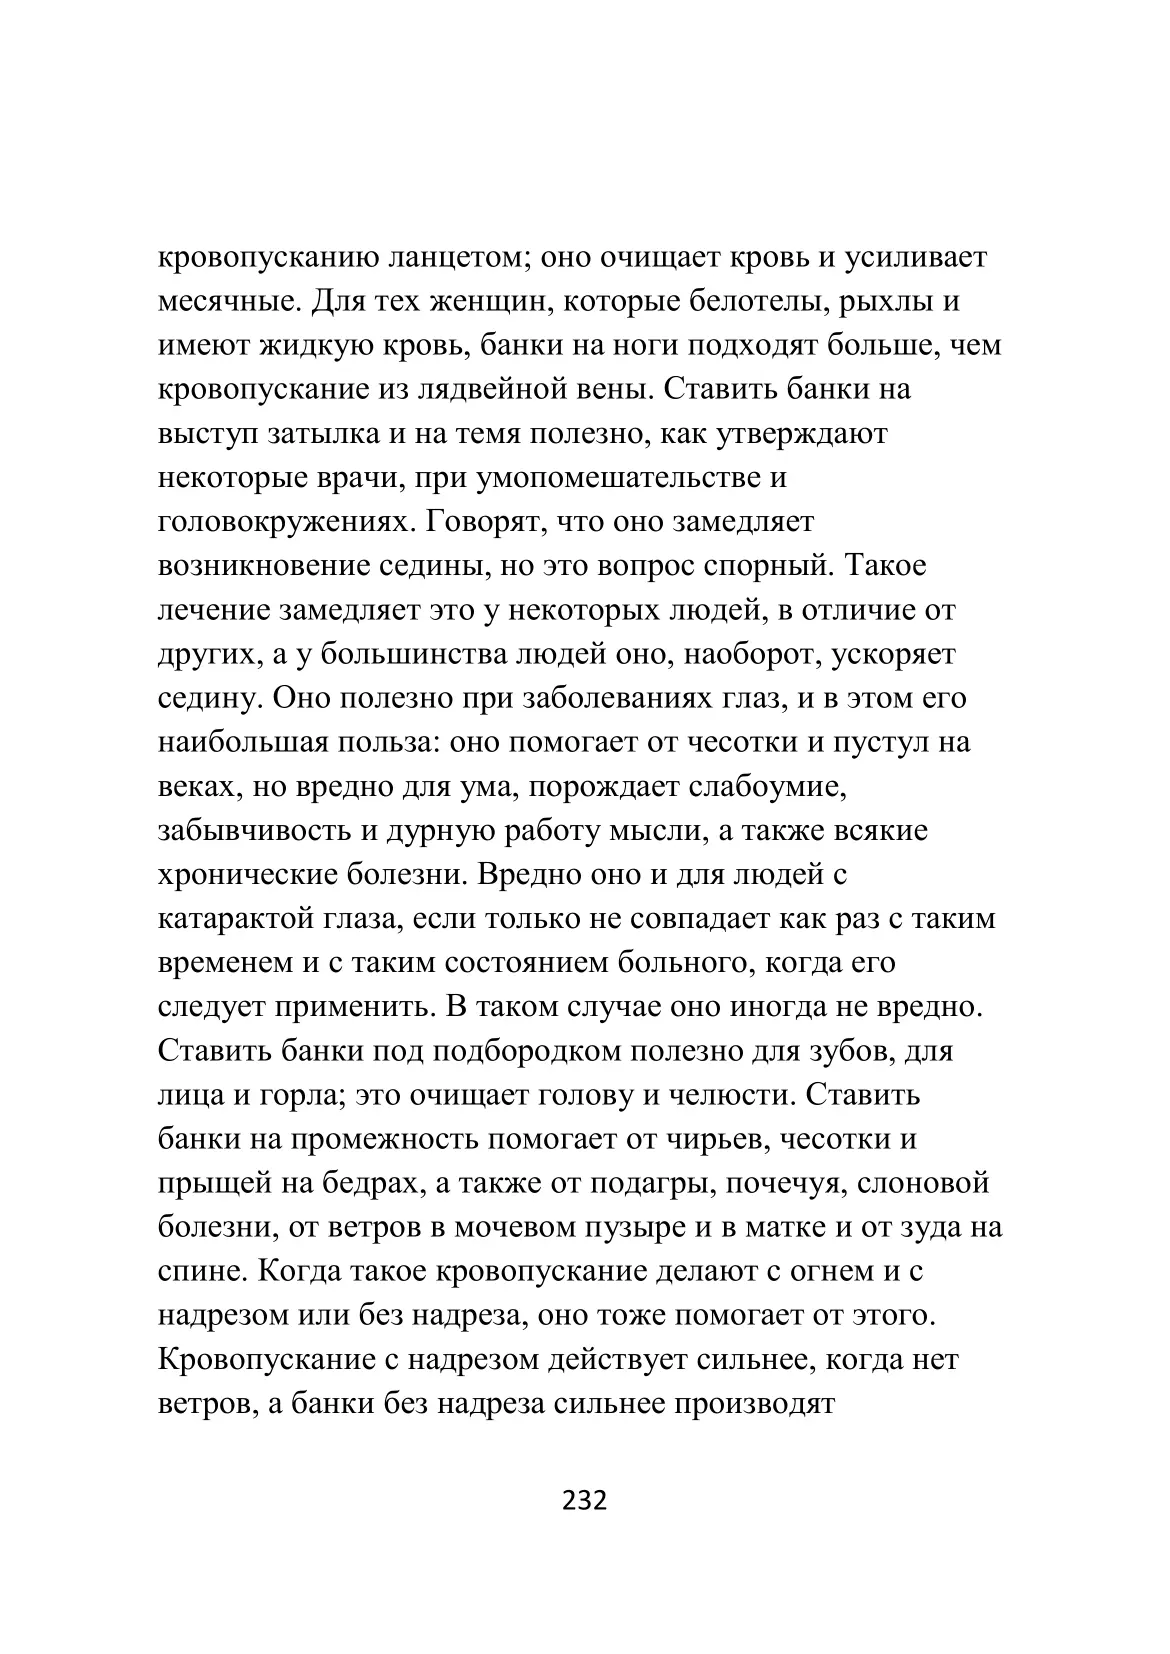 кровопусканию ланцетом; оно очищает кровь и усиливает
месячные. Для тех женщин, которые белотелы, рыхлы и
имеют жидкую кровь, банки на ноги подходят больше, чем
кровопускание из лядвейной вены. Ставить банки на
выступ затылка и на темя полезно, как утверждают
некоторые врачи, при умопомешательстве и
головокружениях. Говорят, что оно замедляет
возникновение седины, но это вопрос спорный. Такое
лечение замедляет это у некоторых людей, в отличие от
других, а у большинства людей оно, наоборот, ускоряет
седину. Оно полезно при заболеваниях глаз, и в этом его
наибольшая польза: оно помогает от чесотки и пустул на
веках, но вредно для ума, порождает слабоумие,
забывчивость и дурную работу мысли, а также всякие
хронические болезни. Вредно оно и для людей с
катарактой глаза, если только не совпадает как раз с таким
временем и с таким состоянием больного, когда его
следует применить. В таком случае оно иногда не вредно.
Ставить банки под подбородком полезно для зубов, для
лица и горла; это очищает голову и челюсти. Ставить
банки на промежность помогает от чирьев, чесотки и
прыщей на бедрах, а также от подагры, почечуя, слоновой
болезни, от ветров в мочевом пузыре и в матке и от зуда на
спине. Когда такое кровопускание делают с огнем и с
надрезом или без надреза, оно тоже помогает от этого.
Кровопускание с надрезом действует сильнее, когда нет
ветров, а банки без надреза сильнее производят
232